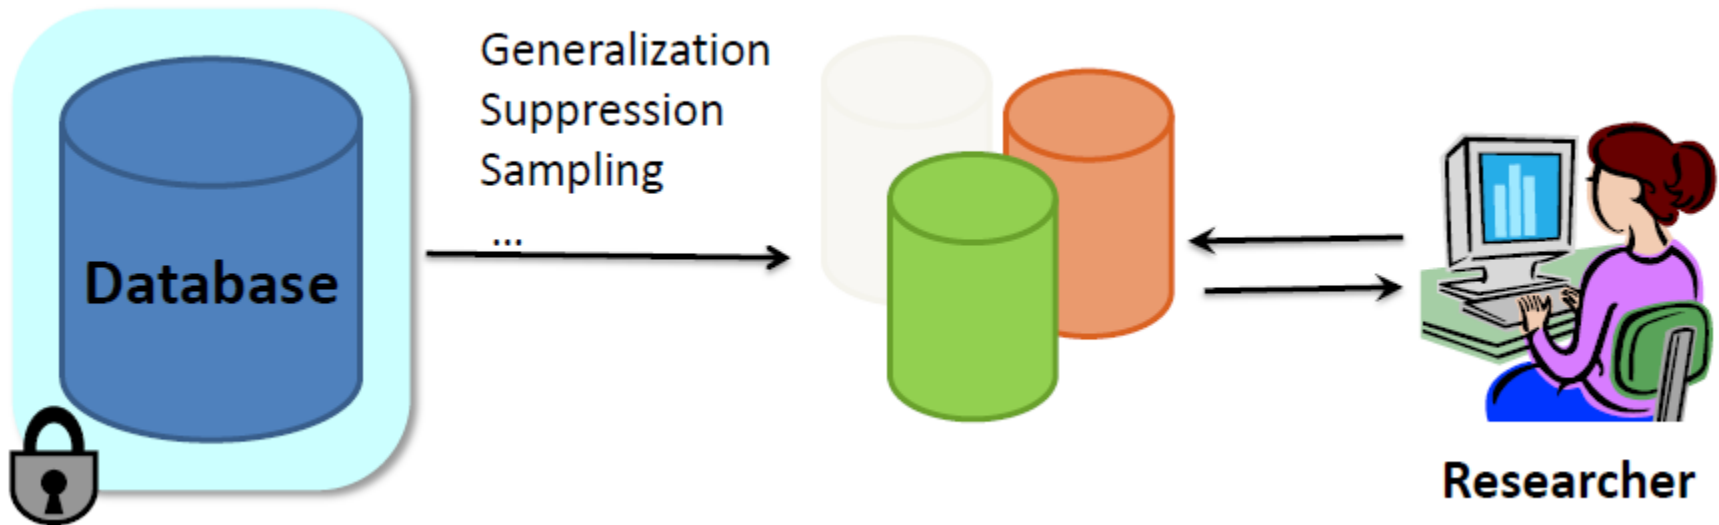 Generalization
Suppression
Sampling
...
Database
Researcher